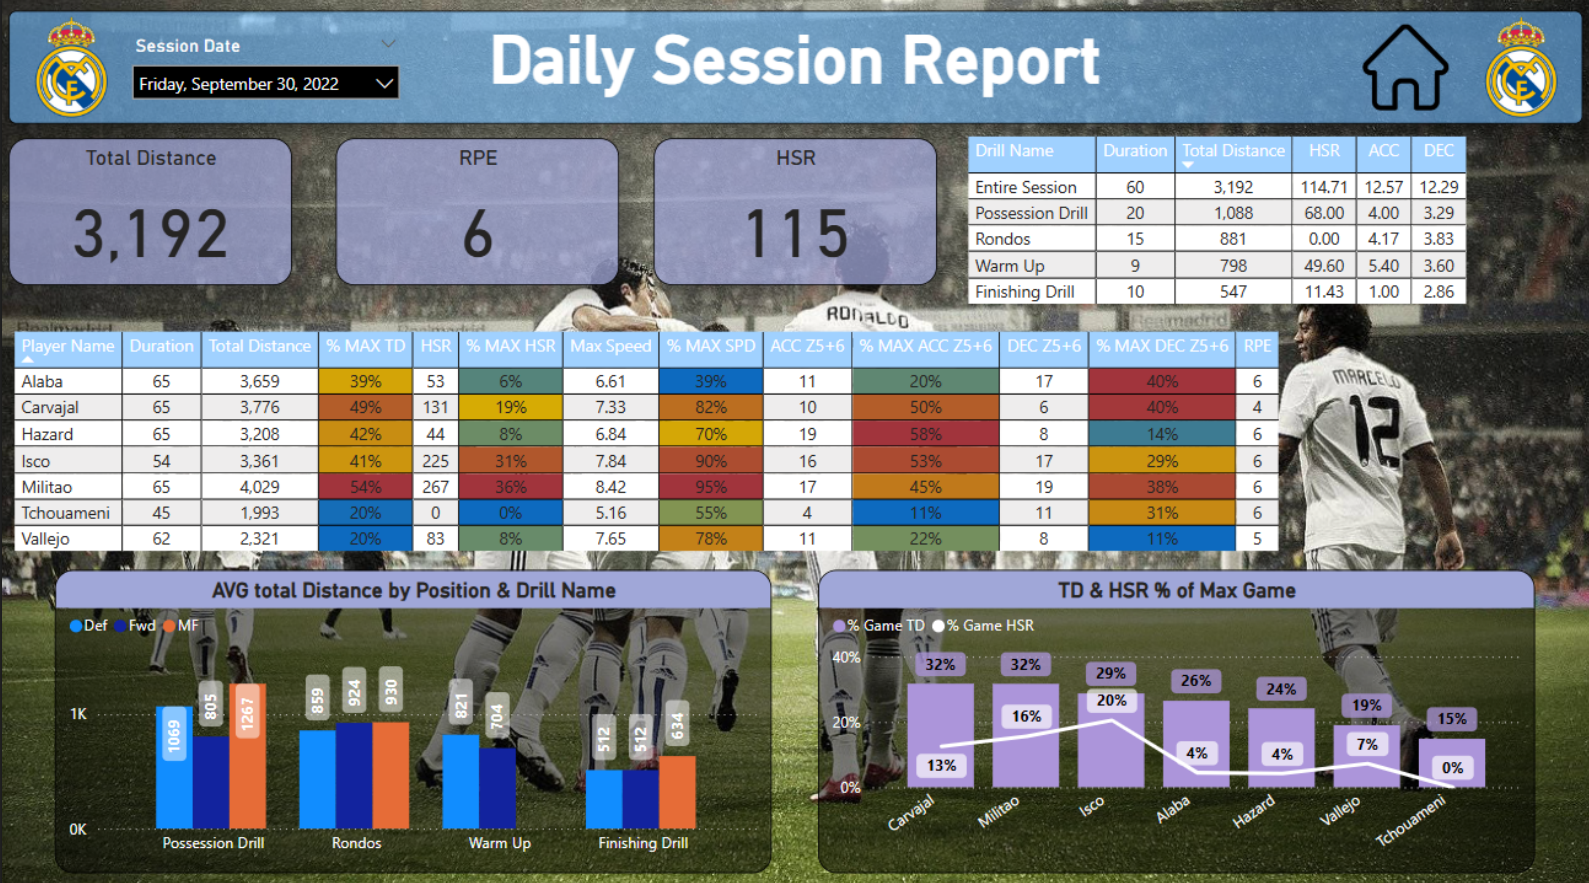 Session Date
Friday, September 30, 2022
Daily Session Report
Total Distance
3,192
RPE
6
HSR
115
Drill Name Duration Total Distance HSR ACC DEC
Entire Session 60 3,192 114.71 12.57 12.29
Possession Drill 20 1,088 68.00 4.00 3.29
Rondos 15 881 0.00 4.17 3.83
Warm Up 9 798 49.60 5.40 3.60
Finishing Drill 10 547 11.43 1.00 2.86
RONALDO
Realmadrid
Realmadrid
Realmadrid
MARCELO
12
Player Name Duration Total Distance % MAX TD HSR % MAX HSR Max Speed % MAX SPD ACC Z5+6 % MAX ACC Z5+6 DEC Z5+6 % MAX DEC Z5+6 RPE
Alaba 65 3,659 39% 53 6% 6.61 39% 11 20% 17 40% 6
Carvajal 65 3,776 49% 131 19% 7.33 82% 10 50% 6 40% 4
Hazard 65 3,208 42% 44 8% 6.84 70% 19 58% 8 14% 6
Isco 54 3,361 41% 225 31% 7.84 90% 16 53% 17 29% 6
Militao 65 4,029 54% 267 36% 8.42 95% 17 45% 19 38% 6
Tchouameni 45 1,993 20% 0 0% 5.16 55% 4 11% 11 31% 6
Vallejo 62 2,321 20% 83 8% 7.65 78% 11 22% 8 11% 5
AVG total Distance by Position & Drill Name
Def Fwd MF
1K
0K
1069 805 1267
859 924 930
821 704
512 512 634
Possession Drill Rondos Warm Up Finishing Drill
TD & HSR % of Max Game
% Game TD % Game HSR
40%
20%
0%
32% 32% 29% 26% 24% 19% 15%
13% 16% 20% 4% 4% 7% 0%
Carvajal Militao Isco Alaba Hazard Vallejo Tchouameni